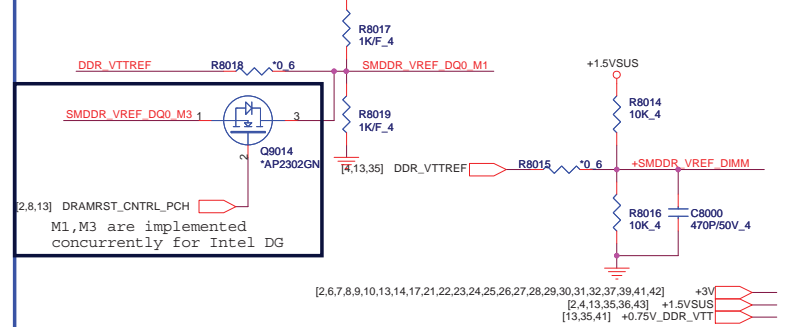 R8017
1K/F_4
DDR_VTTREF
R8018
*0_6
SMDDR_VREF_DQ0_M1
+1.5VSUS
SMDDR_VREF_DQ0_M3
1
3
R8019
1K/F_4
R8014
10K_4
2
Q9014
*AP2302GN
[4,13,35] DDR_VTTREF
R8015
*0_6
+SMDDR_VREF_DIMM
[2,8,13] DRAMRST_CNTRL_PCH
M1,M3 are implemented
concurrently for Intel DG
R8016
10K_4
C8000
470P/50V_4
[2,6,7,8,9,10,13,14,17,21,22,23,24,25,26,27,28,29,30,31,32,37,39,41,42] +3V
[2,4,13,35,36,43] +1.5VSUS
[13,35,41] +0.75V_DDR_VTT